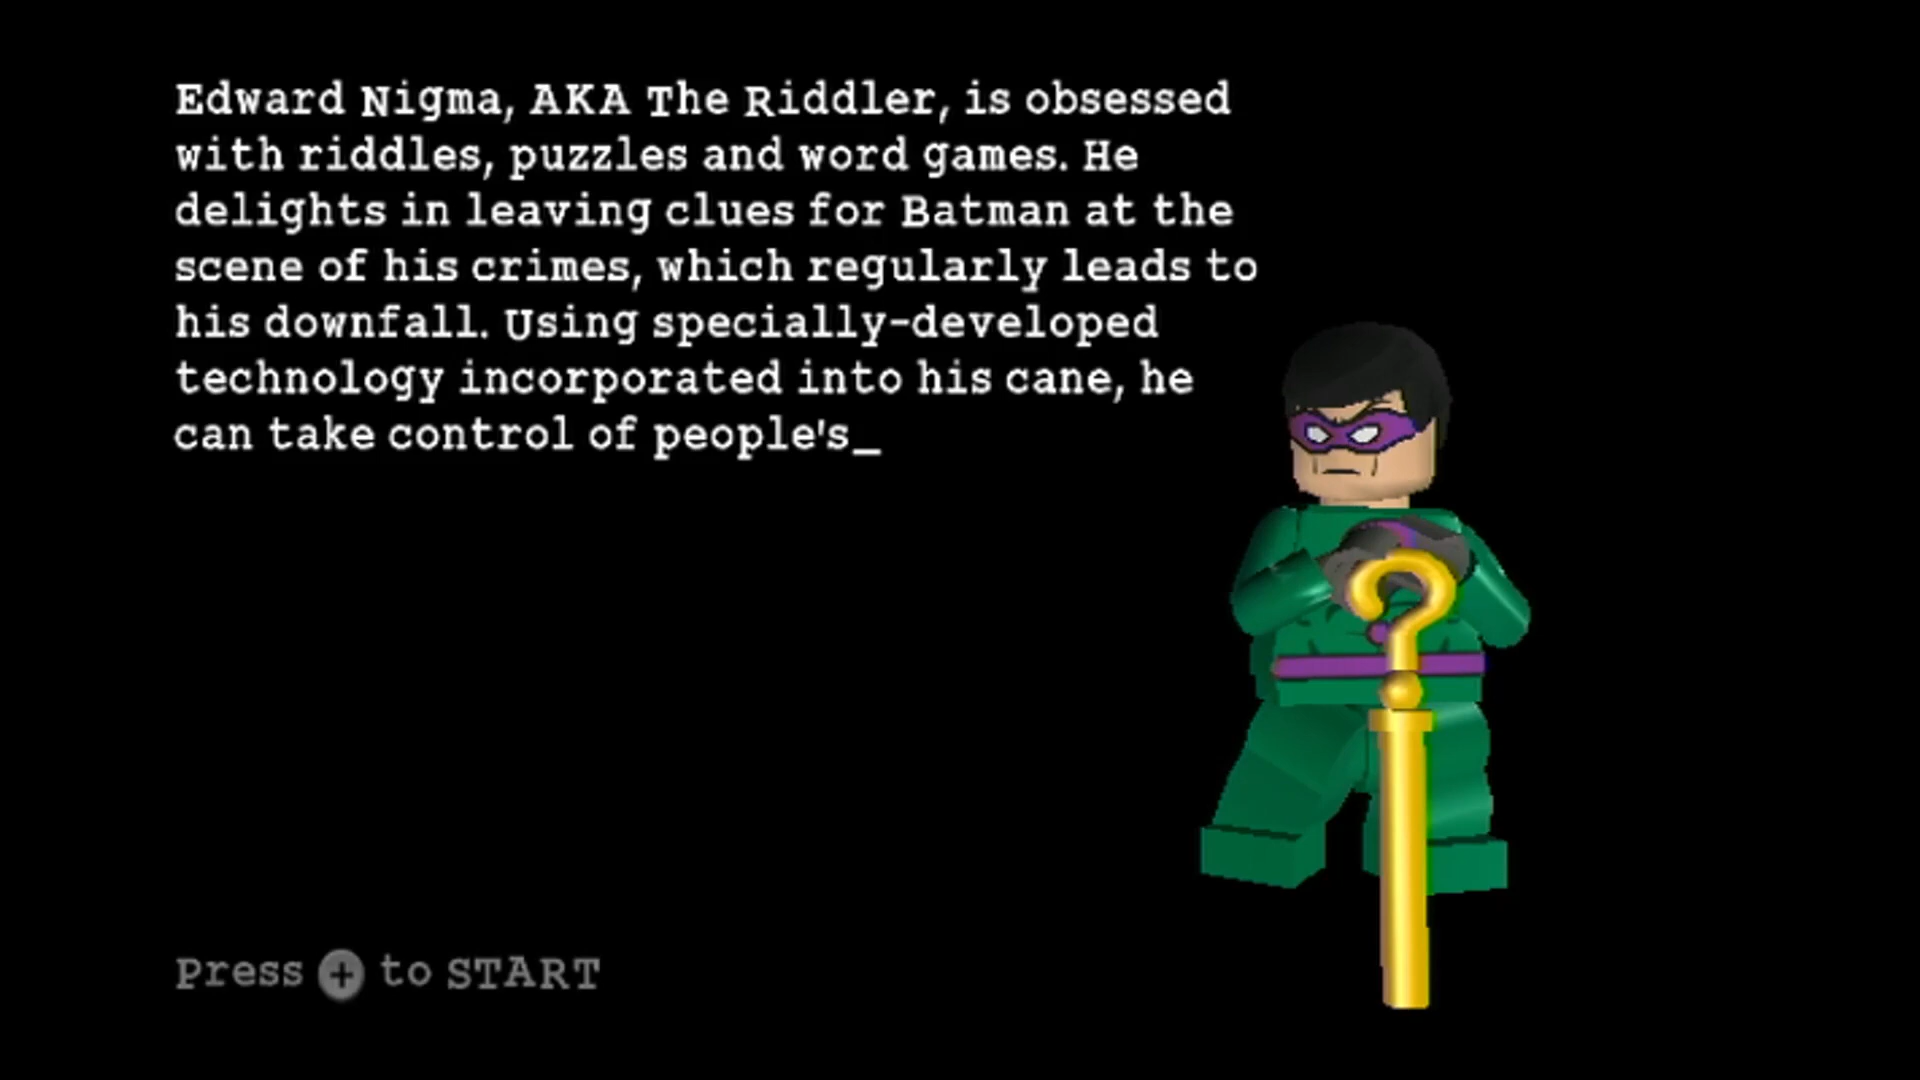 Edward Nigma, AKA The Riddler, is obsessed
with riddles, puzzles and word games. He
delights in leaving clues for Batman at the
scene of his crimes, which regularly leads to
his downfall. Using specially-developed
technology incorporated into his cane, he
can take control of people's_
Press + to START